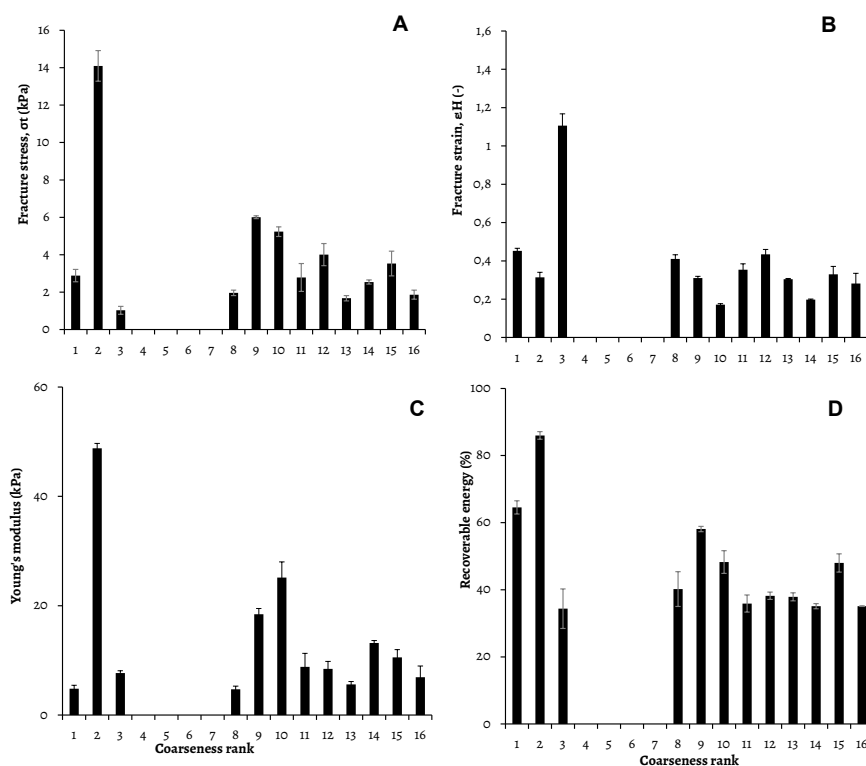 A
Fracture stress, σt (kPa)
16
14
12
10
8
6
4
2
0
1 2 3 4 5 6 7 8 9 10 11 12 13 14 15 16
B
Fracture strain, εH (-)
1,6
1,4
1,2
1
0,8
0,6
0,4
0,2
0
1 2 3 4 5 6 7 8 9 10 11 12 13 14 15 16
C
Young's modulus (kPa)
60
40
20
0
1 2 3 4 5 6 7 8 9 10 11 12 13 14 15 16
Coarseness rank
D
Recoverable energy (%)
100
80
60
40
20
0
1 2 3 4 5 6 7 8 9 10 11 12 13 14 15 16
Coarseness rank